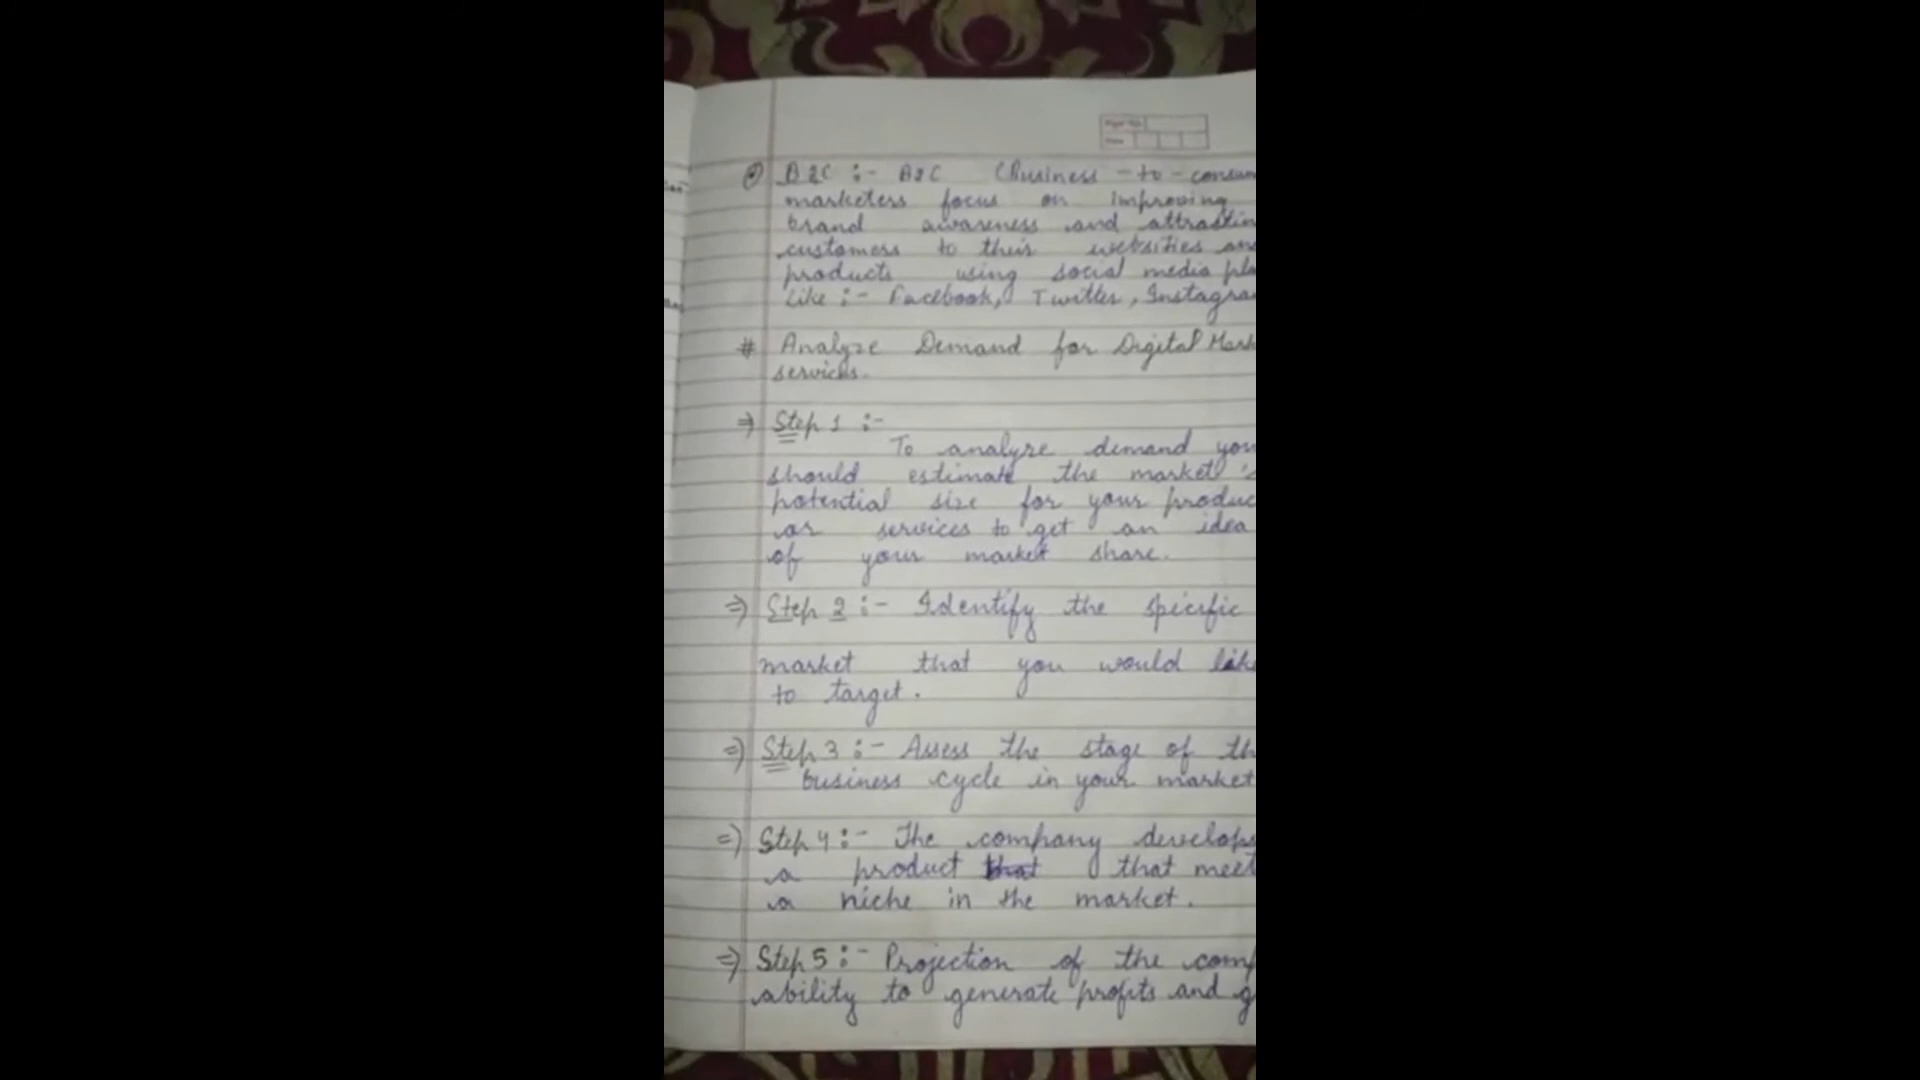 B2C :- B2C (Business - to - consum
marketers focus on improving
brand awareness and attractin
customers to their websities and
products using social media pla
Like :- Facebook, Twitter, Instagra
# Analyze Demand for Digital Mark
services.
⇒ Step 1 :-
To analyze demand you
should estimate the market's
potential size for your produc
or services to get an idea
of your market share.
⇒ Step 2 :- Identify the specific
market that you would like
to target.
⇒ Step 3 :- Assess the stage of th
business cycle in your market
⇒ Step 4 :- The company develops
a product that meet
a niche in the market.
⇒ Step 5 :- Projection of the comp
ability to generate profits and g